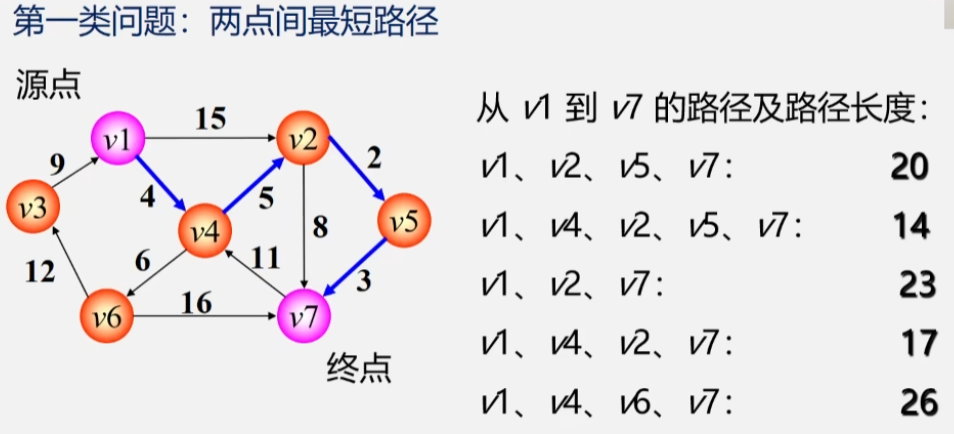 第一类问题：两点间最短路径
源点
从 v1 到 v7 的路径及路径长度：
v1、v2、v5、v7： 20
v1、v4、v2、v5、v7： 14
v1、v2、v7： 23
v1、v4、v2、v7： 17
v1、v4、v6、v7： 26
15
v1
v2
9
2
4
5
v3
v4
8
v5
6
11
12
3
16
v6
v7
终点